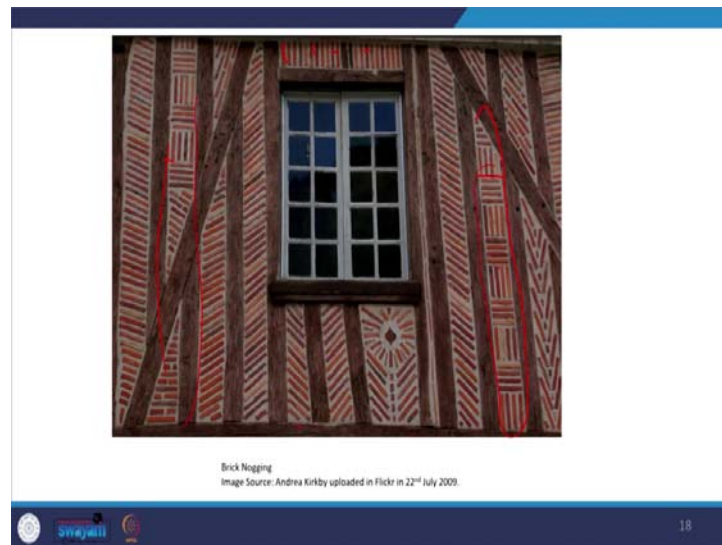 Brick Nogging
Image Source: Andrea Kirkby uploaded in Flickr in 22nd July 2009.
swayam
18